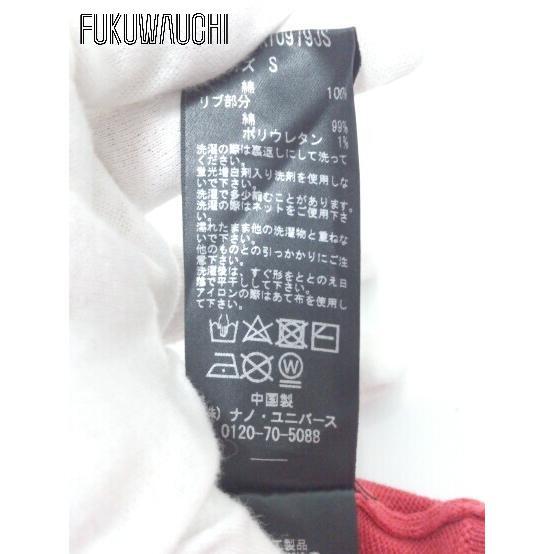 FUKUWAUCHI
ズ S
綿 100%
リブ部分
綿 99%
ポリウレタン 1%
洗濯の際は裏返しにして洗って
ください。
蛍光増白剤入り洗剤を使用しな
いで下さい。
洗濯で多少縮むことがあります。
洗濯の際はネットをご使用下さ
い。
濡れたまま他の洗濯物と重ねな
いで下さい。
他のものとの引っかかりにご注
意下さい。
洗濯後は、すぐ形をととのえ日
陰で平干しして下さい。
アイロンの際はあて布を使用し
て下さい。
W
中国製
株) ナノ・ユニバース
0120-70-5088
工製品